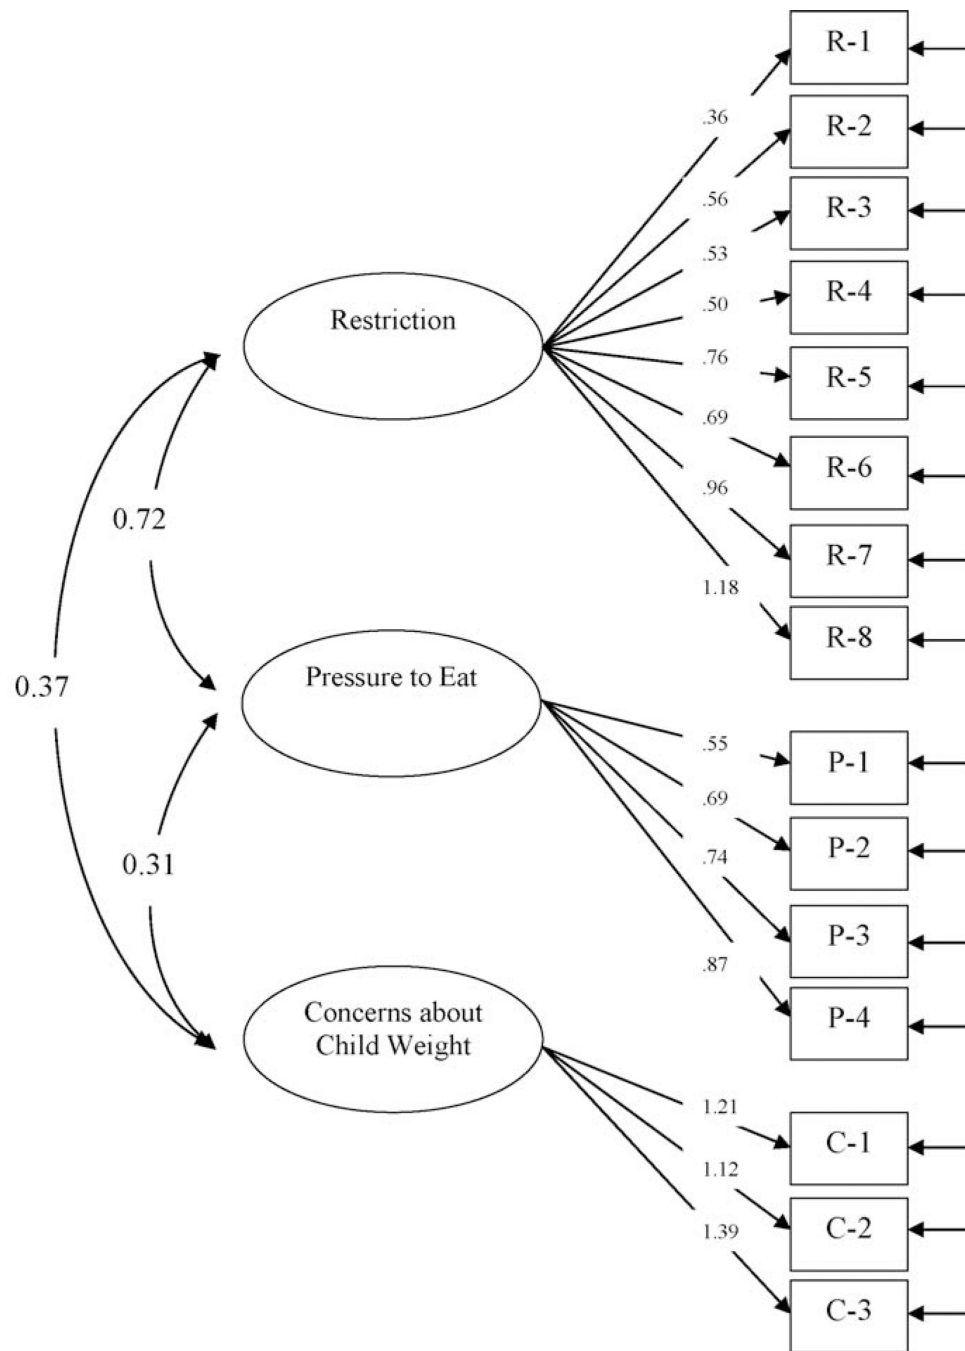 R-1
.36
R-2
.56
R-3
.53
R-4
.50
Restriction
R-5
.76
R-6
.69
R-7
.96
R-8
1.18
0.72
0.37
Pressure to Eat
P-1
.55
P-2
.69
P-3
.74
P-4
.87
0.31
Concerns about
Child Weight
C-1
1.21
C-2
1.12
C-3
1.39